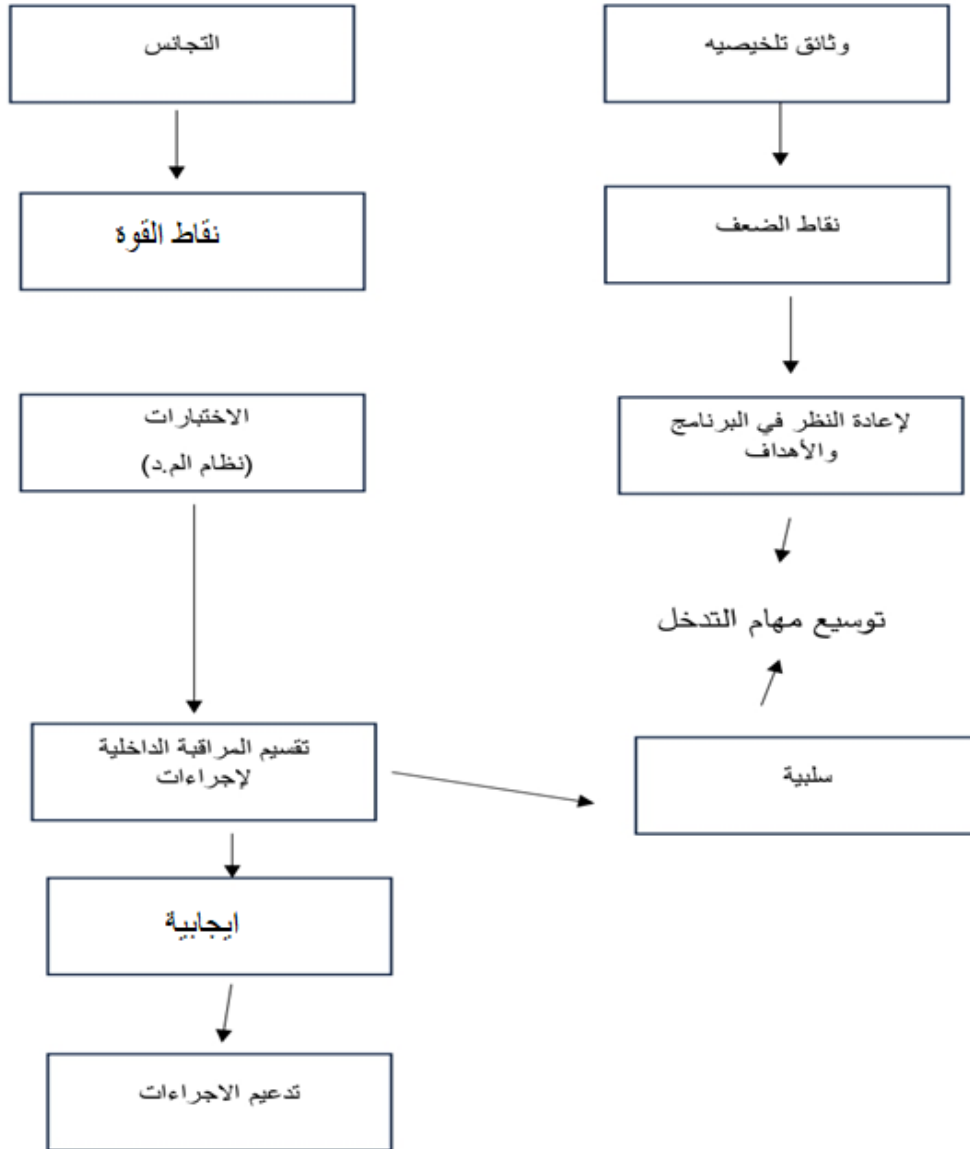 وثائق تلخيصيه
التجانس
نقاط الضعف
نقاط القوة
لإعادة النظر في البرنامج
والأهداف
الاختبارات
(نظام الم.د)
توسيع مهام التدخل
سلبية
تقسيم المراقبة الداخلية
لإجراءات
ايجابية
تدعيم الاجراءات